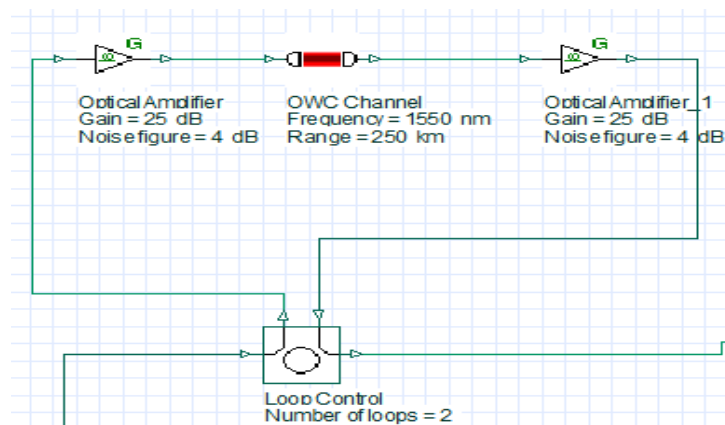 G
G
Optical Amplifier
Gain = 25 dB
Noise figure = 4 dB
OWC Channel
Frequency = 1550 nm
Range = 250 km
Optical Amplifier_1
Gain = 25 dB
Noise figure = 4 dB
Loop Control
Number of loops = 2